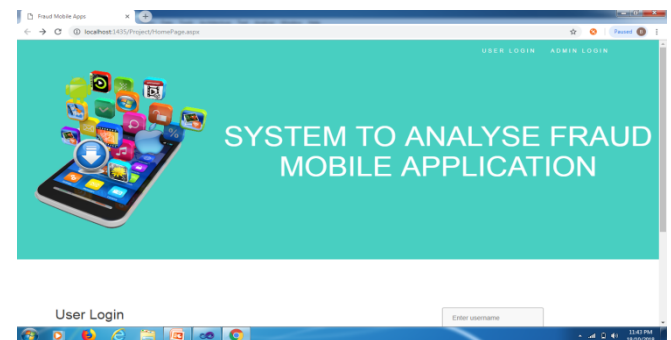 Fraud Mobile Apps
localhost:1435/Project/HomePage.aspx
Paused
USER LOGIN ADMIN LOGIN
SYSTEM TO ANALYSE FRAUD
MOBILE APPLICATION
User Login
Enter username
11:43 PM